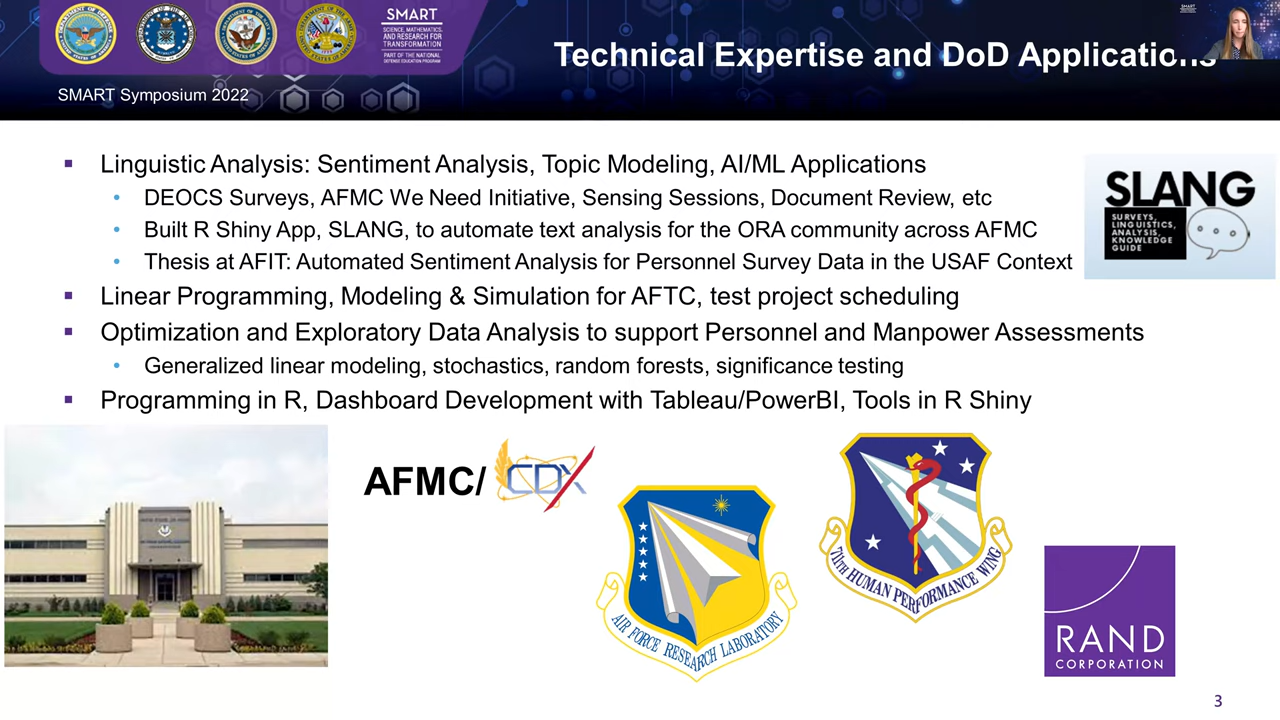 SMART
SCIENCE, MATHEMATICS,
AND RESEARCH FOR
TRANSFORMATION
PART OF THE NATIONAL
DEFENSE EDUCATION PROGRAM
Technical Expertise and DoD Applications
SMART Symposium 2022
Linguistic Analysis: Sentiment Analysis, Topic Modeling, AI/ML Applications
DEOCS Surveys, AFMC We Need Initiative, Sensing Sessions, Document Review, etc
Built R Shiny App, SLANG, to automate text analysis for the ORA community across AFMC
Thesis at AFIT: Automated Sentiment Analysis for Personnel Survey Data in the USAF Context
SLANG
SURVEYS,
LINGUISTICS,
ANALYSIS,
KNOWLEDGE
GUIDE
Linear Programming, Modeling & Simulation for AFTC, test project scheduling
Optimization and Exploratory Data Analysis to support Personnel and Manpower Assessments
Generalized linear modeling, stochastics, random forests, significance testing
Programming in R, Dashboard Development with Tableau/PowerBI, Tools in R Shiny
AFMC/
CDX
AIR FORCE RESEARCH LABORATORY
711TH HUMAN PERFORMANCE WING
RAND
CORPORATION
3